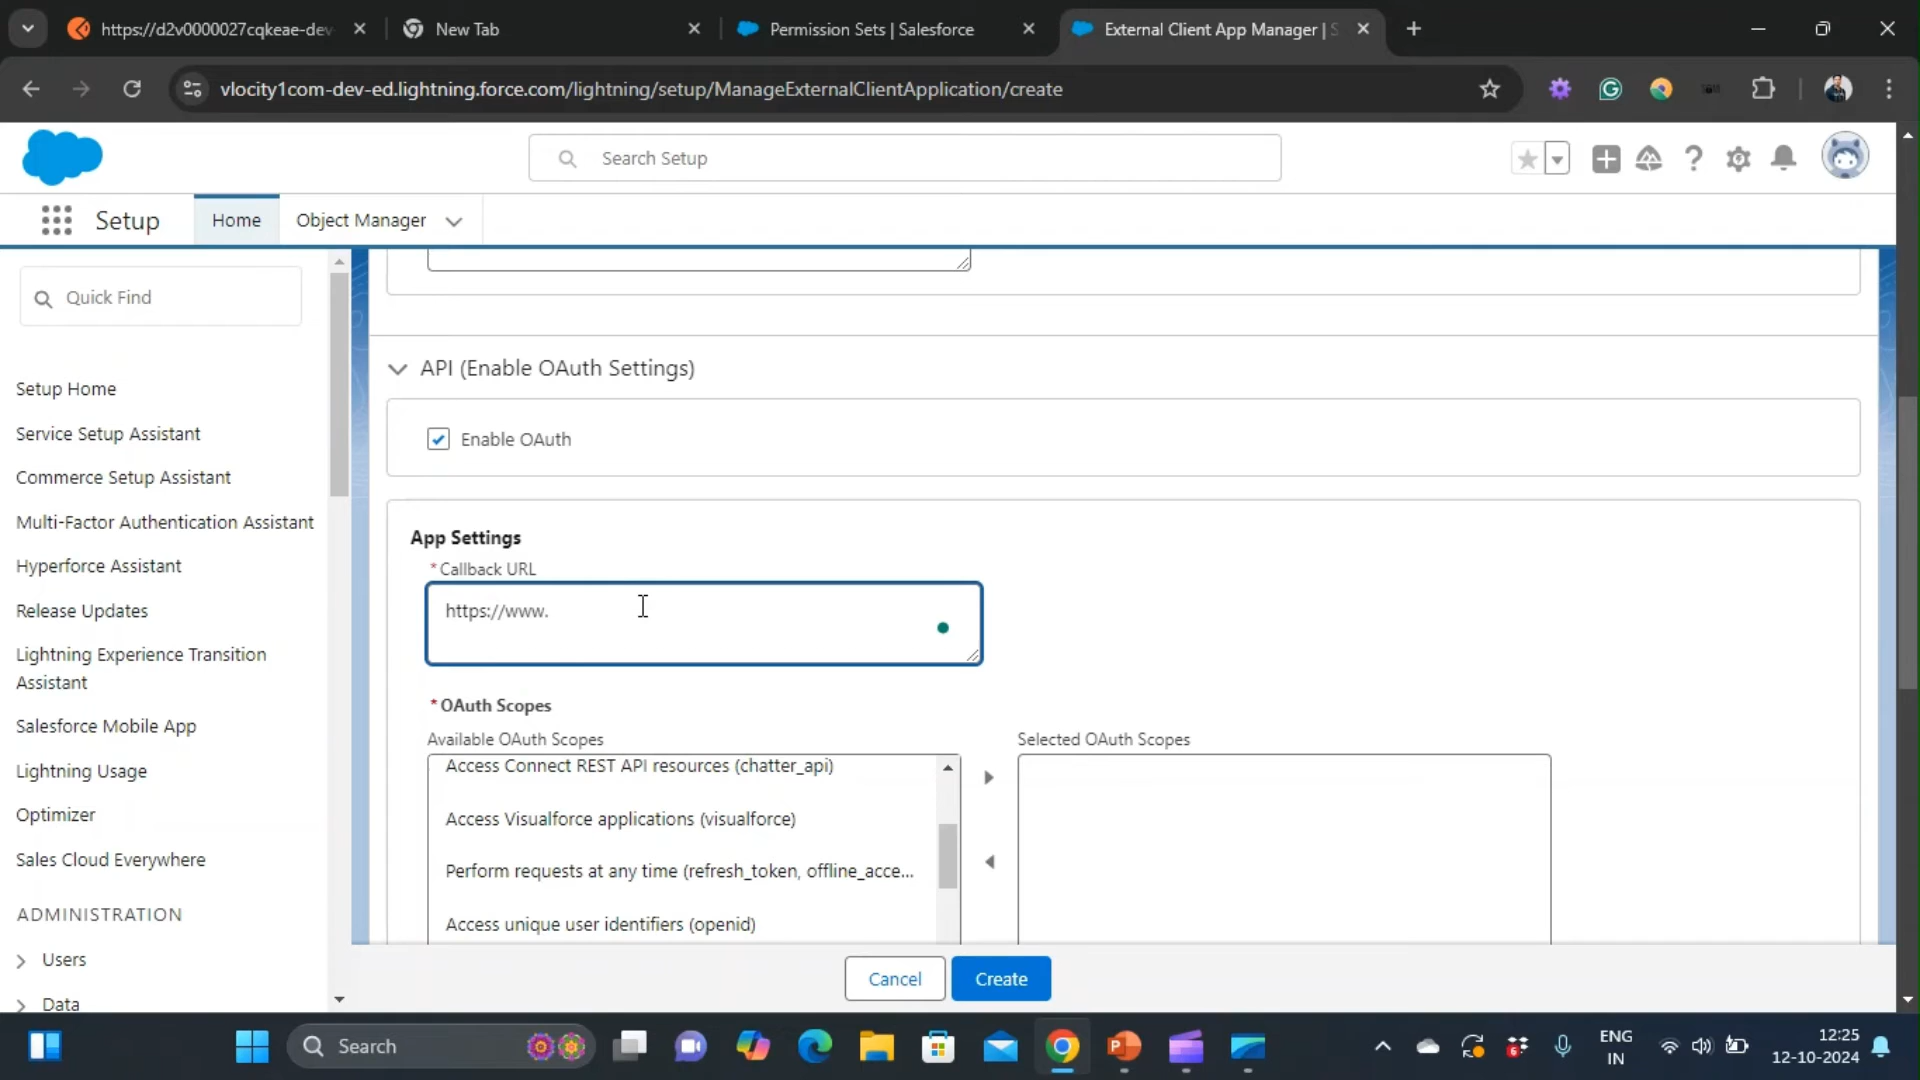 https://d2v0000027cqkeae-dev-
New Tab
Permission Sets | Salesforce
External Client App Manager | S
vlocity1com-dev-ed.lightning.force.com/lightning/setup/ManageExternalClientApplication/create
Search Setup
Setup
Home
Object Manager
Quick Find
Setup Home
Service Setup Assistant
Commerce Setup Assistant
Multi-Factor Authentication Assistant
Hyperforce Assistant
Release Updates
Lightning Experience Transition
Assistant
Salesforce Mobile App
Lightning Usage
Optimizer
Sales Cloud Everywhere
ADMINISTRATION
Users
Data
API (Enable OAuth Settings)
Enable OAuth
App Settings
* Callback URL
https://www.
* OAuth Scopes
Available OAuth Scopes
Selected OAuth Scopes
Access Connect REST API resources (chatter_api)
Access Visualforce applications (visualforce)
Perform requests at any time (refresh_token, offline_acce...
Access unique user identifiers (openid)
Cancel
Create
Search
ENG
IN
12:25
12-10-2024